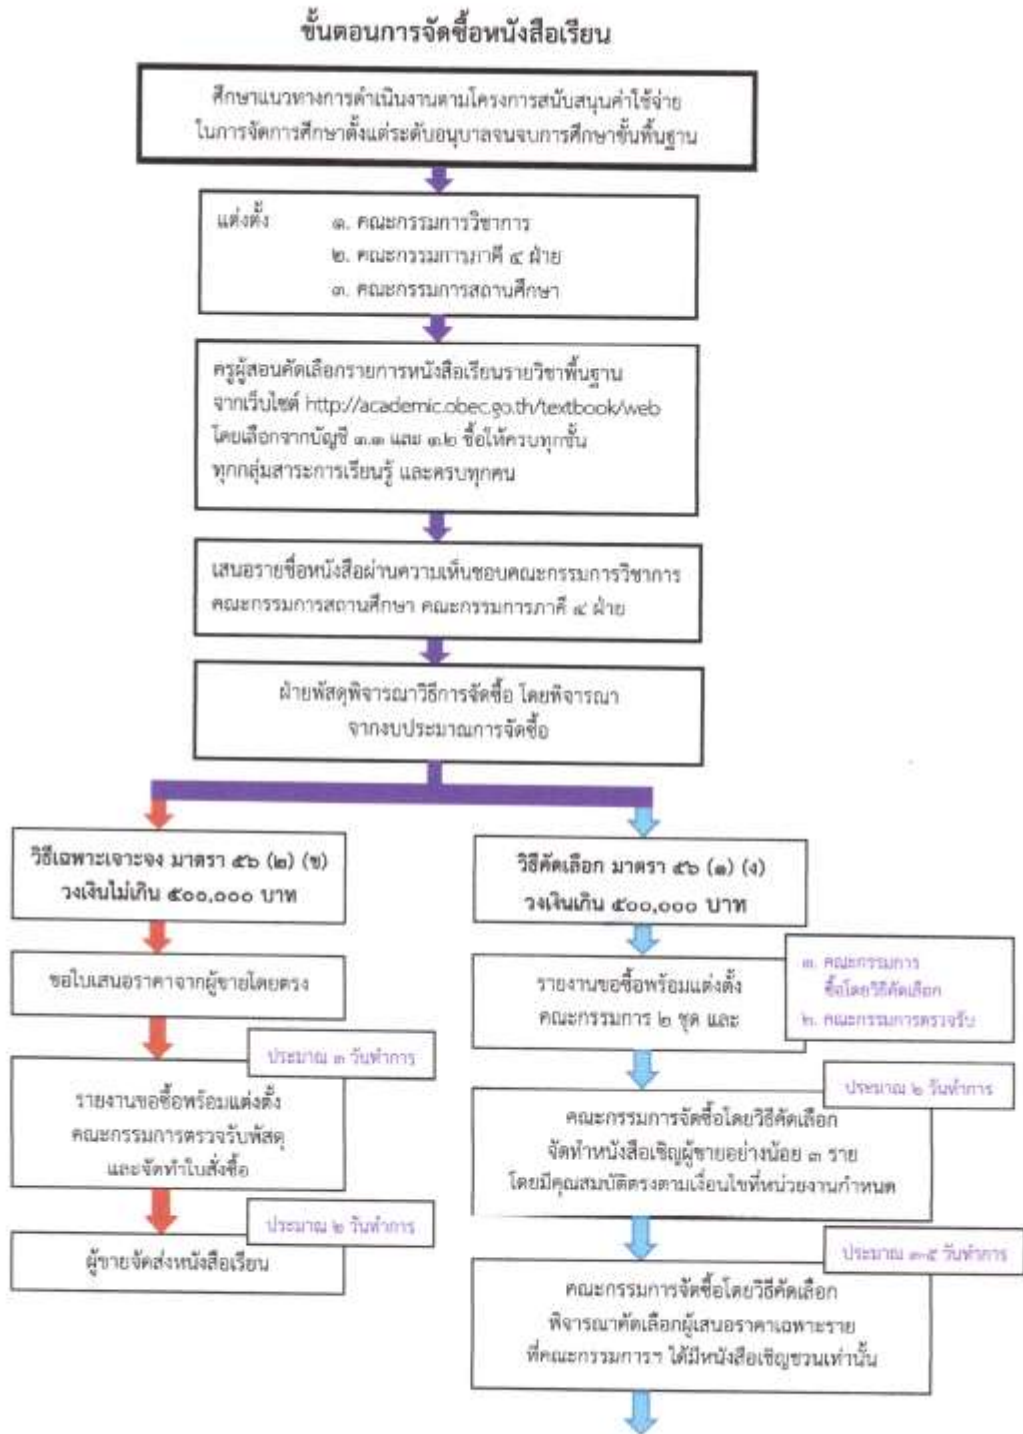 ขั้นตอนการจัดซื้อหนังสือเรียน
ศึกษาแนวทางการดำเนินงานตามโครงการสนับสนุนค่าใช้จ่าย
ในการจัดการศึกษาตั้งแต่ระดับอนุบาลจนจบการศึกษาขั้นพื้นฐาน
แต่งตั้ง ๑. คณะกรรมการวิชาการ
๒. คณะกรรมการภาคี ๔ ฝ่าย
๓. คณะกรรมการสถานศึกษา
ครูผู้สอนคัดเลือกรายการหนังสือเรียนรายวิชาพื้นฐาน
จากเว็บไซต์ http://academic.obec.go.th/textbook/web
โดยเลือกจากบัญชี ๑.๑ และ ๑.๒ ซื้อให้ครบทุกชั้น
ทุกกลุ่มสาระการเรียนรู้ และครบทุกคน
เสนอรายชื่อหนังสือผ่านความเห็นชอบคณะกรรมการวิชาการ
คณะกรรมการสถานศึกษา คณะกรรมการภาคี ๔ ฝ่าย
ฝ่ายพัสดุพิจารณาวิธีการจัดซื้อ โดยพิจารณา
จากงบประมาณการจัดซื้อ
วิธีเฉพาะเจาะจง มาตรา ๕๖ (๒) (ข)
วงเงินไม่เกิน ๕๐๐,๐๐๐ บาท
ขอใบเสนอราคาจากผู้ขายโดยตรง
ประมาณ ๓ วันทำการ
รายงานขอซื้อพร้อมแต่งตั้ง
คณะกรรมการตรวจรับพัสดุ
และจัดทำใบสั่งซื้อ
ประมาณ ๒ วันทำการ
ผู้ขายจัดส่งหนังสือเรียน
วิธีคัดเลือก มาตรา ๕๖ (๑) (ง)
วงเงินเกิน ๕๐๐,๐๐๐ บาท
รายงานขอซื้อพร้อมแต่งตั้ง
คณะกรรมการ ๒ ชุด และ
๑. คณะกรรมการ
ซื้อโดยวิธีคัดเลือก
๒. คณะกรรมการตรวจรับ
ประมาณ ๒ วันทำการ
คณะกรรมการจัดซื้อโดยวิธีคัดเลือก
จัดทำหนังสือเชิญผู้ขายอย่างน้อย ๓ ราย
โดยมีคุณสมบัติตรงตามเงื่อนไขที่หน่วยงานกำหนด
ประมาณ ๓-๕ วันทำการ
คณะกรรมการจัดซื้อโดยวิธีคัดเลือก
พิจารณาคัดเลือกผู้เสนอราคาเฉพาะราย
ที่คณะกรรมการฯ ได้มีหนังสือเชิญชวนเท่านั้น